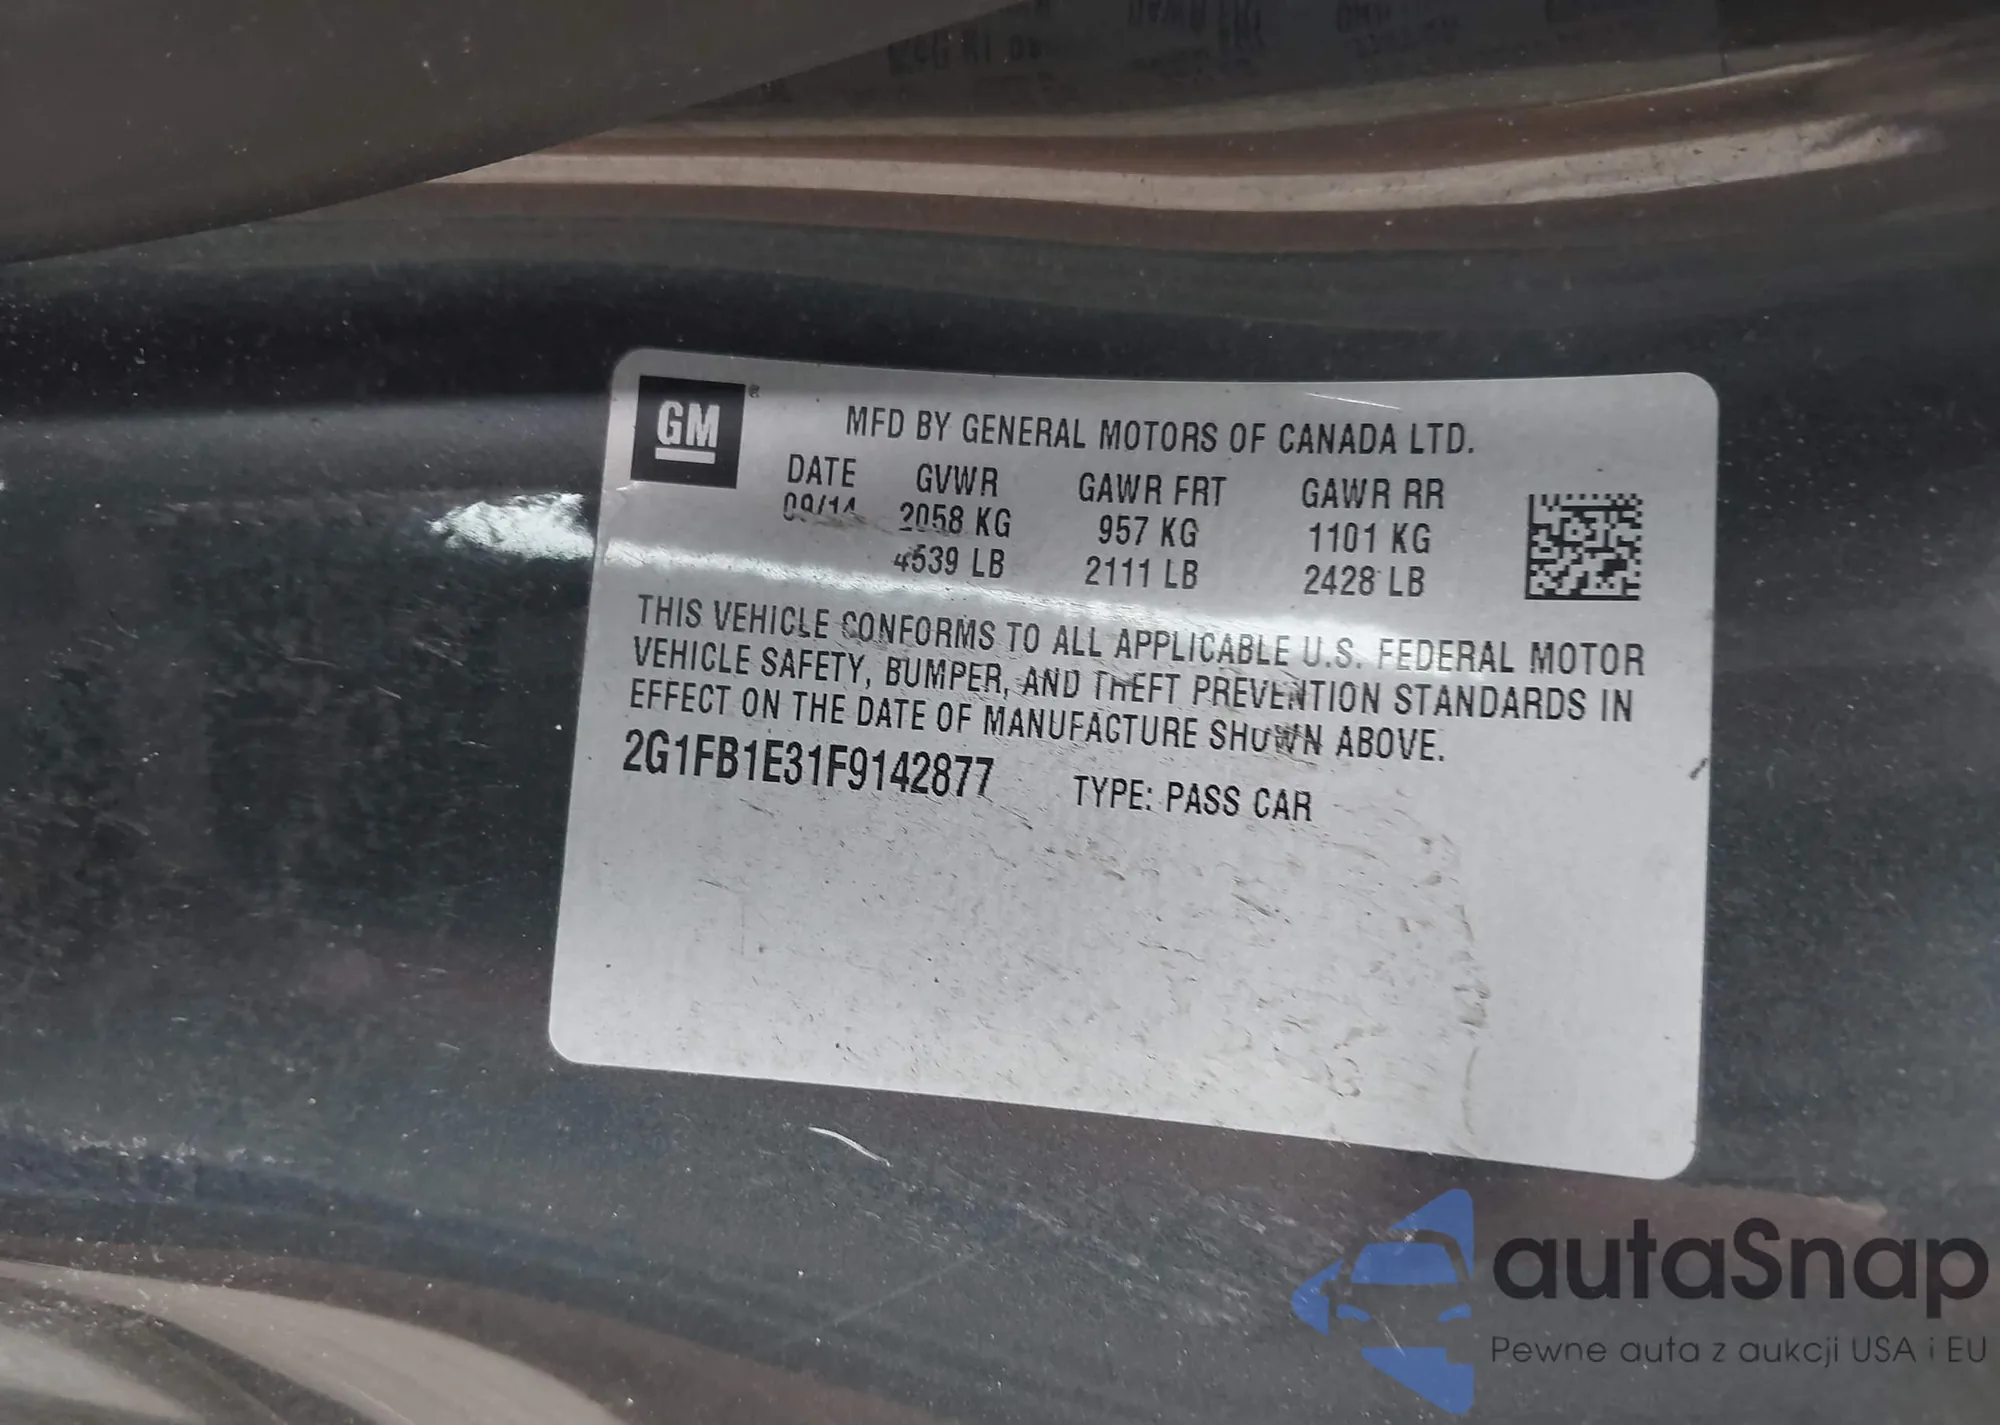 GM
MFD BY GENERAL MOTORS OF CANADA LTD.
DATE GVWR GAWR FRT GAWR RR
09/14 2058 KG 957 KG 1101 KG
4539 LB 2111 LB 2428 LB
THIS VEHICLE CONFORMS TO ALL APPLICABLE U.S. FEDERAL MOTOR
VEHICLE SAFETY, BUMPER, AND THEFT PREVENTION STANDARDS IN
EFFECT ON THE DATE OF MANUFACTURE SHOWN ABOVE.
2G1FB1E31F9142877 TYPE: PASS CAR
autaSnap
Pewne auta z aukcji USA i EU